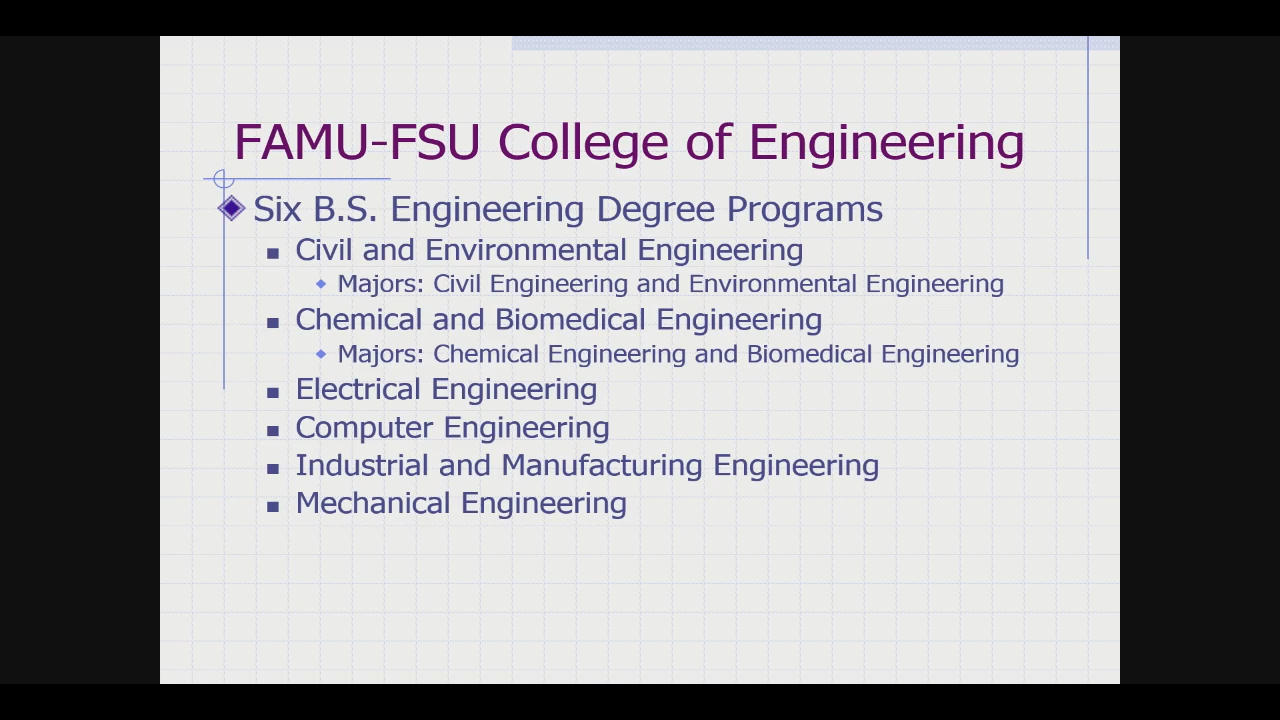 FAMU-FSU College of Engineering
Six B.S. Engineering Degree Programs
Civil and Environmental Engineering
Majors: Civil Engineering and Environmental Engineering
Chemical and Biomedical Engineering
Majors: Chemical Engineering and Biomedical Engineering
Electrical Engineering
Computer Engineering
Industrial and Manufacturing Engineering
Mechanical Engineering